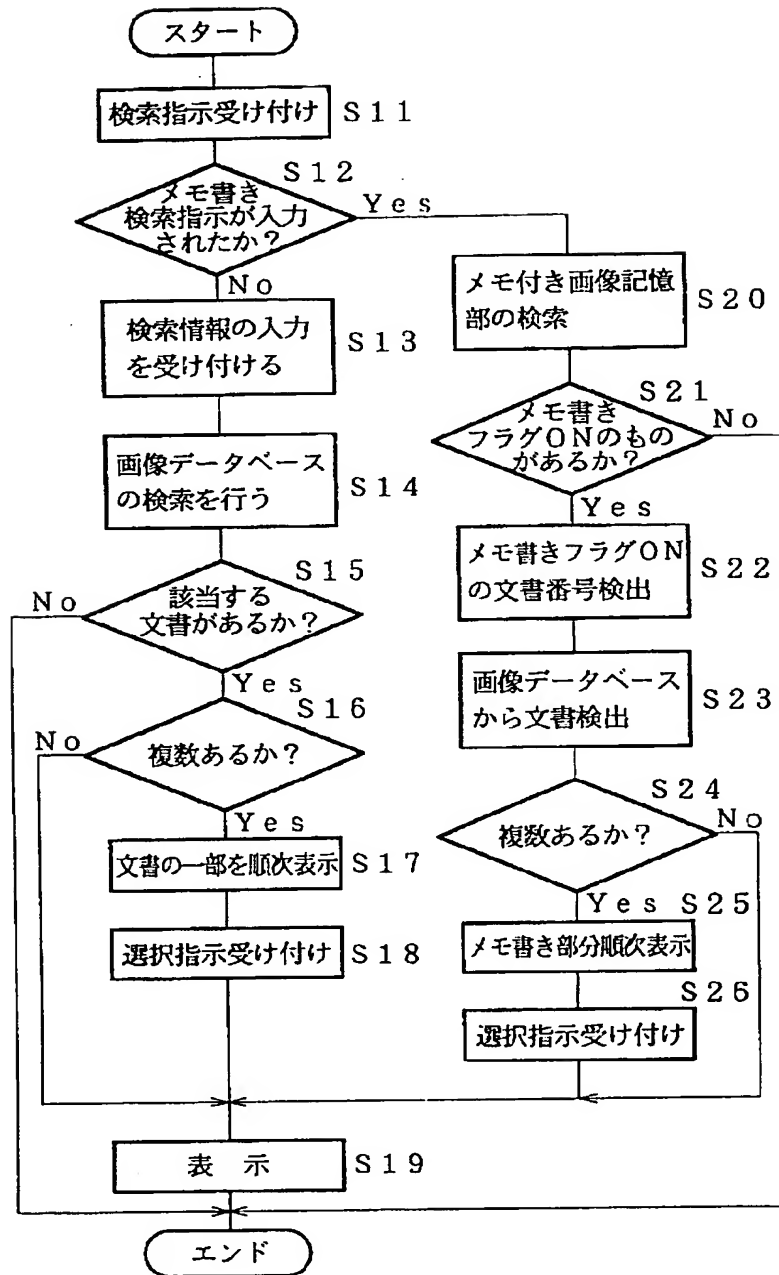 スタート
検索指示受け付け S11
S12
メモ書き
検索指示が入力
されたか?
Yes
No
検索情報の入力
を受け付ける
S13
画像データベース
の検索を行う
S14
S15
該当する
文書があるか?
No
Yes
S16
複数あるか?
No
Yes
文書の一部を順次表示 S17
選択指示受け付け S18
メモ付き画像記憶
部の検索
S20
S21
メモ書き
フラグONのもの
があるか?
No
Yes
メモ書きフラグON
の文書番号検出
S22
画像データベース
から文書検出
S23
S24
複数あるか?
No
Yes S25
メモ書き部分順次表示
S26
選択指示受け付け
表 示 S19
エンド